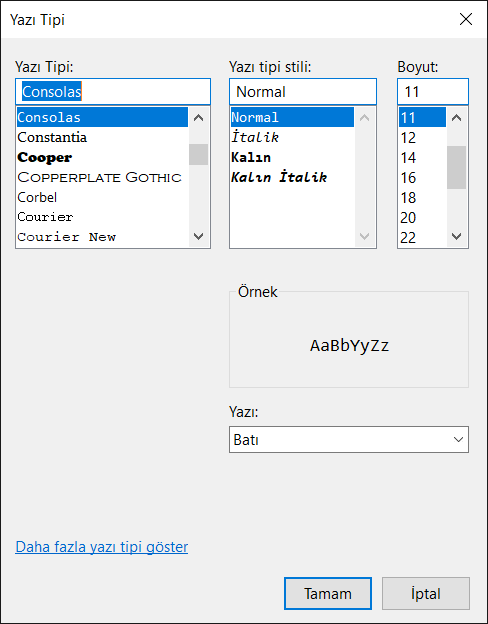 Yazı Tipi
Yazı Tipi:
Consolas
Consolas
Constantia
Cooper
Copperplate Gothic
Corbel
Courier
Courier New
Yazı tipi stili:
Normal
Normal
İtalik
Kalın
Kalın İtalik
Boyut:
11
11
12
14
16
18
20
22
Örnek
AaBbYyZz
Yazı:
Batı
Daha fazla yazı tipi göster
Tamam
İptal